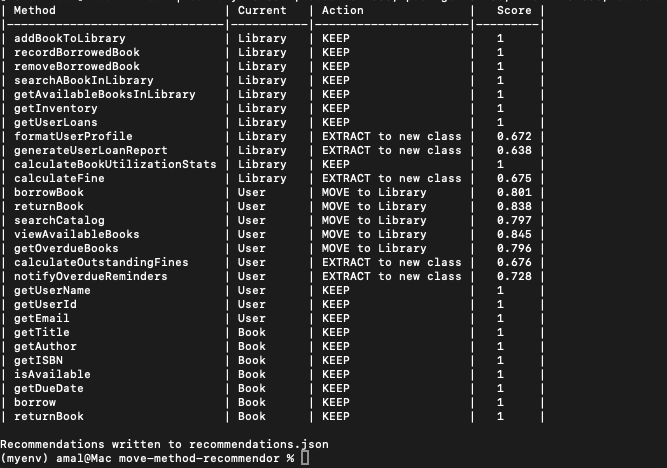 | Method | Current | Action | Score |
|-------------------------------|-----------|----------------------|---------|
| addBookToLibrary | Library | KEEP | 1 |
| recordBorrowedBook | Library | KEEP | 1 |
| removeBorrowedBook | Library | KEEP | 1 |
| searchABookInLibrary | Library | KEEP | 1 |
| getAvailableBooksInLibrary | Library | KEEP | 1 |
| getInventory | Library | KEEP | 1 |
| getUserLoans | Library | KEEP | 1 |
| formatUserProfile | Library | EXTRACT to new class | 0.672 |
| generateUserLoanReport | Library | EXTRACT to new class | 0.638 |
| calculateBookUtilizationStats | Library | KEEP | 1 |
| calculateFine | Library | EXTRACT to new class | 0.675 |
| borrowBook | User | MOVE to Library | 0.801 |
| returnBook | User | MOVE to Library | 0.838 |
| searchCatalog | User | MOVE to Library | 0.797 |
| viewAvailableBooks | User | MOVE to Library | 0.845 |
| getOverdueBooks | User | MOVE to Library | 0.796 |
| calculateOutstandingFines | User | EXTRACT to new class | 0.676 |
| notifyOverdueReminders | User | EXTRACT to new class | 0.728 |
| getUserName | User | KEEP | 1 |
| getUserId | User | KEEP | 1 |
| getEmail | User | KEEP | 1 |
| getTitle | Book | KEEP | 1 |
| getAuthor | Book | KEEP | 1 |
| getISBN | Book | KEEP | 1 |
| isAvailable | Book | KEEP | 1 |
| getDueDate | Book | KEEP | 1 |
| borrow | Book | KEEP | 1 |
| returnBook | Book | KEEP | 1 |
Recommendations written to recommendations.json
(myenv) amal@Mac move-method-recommendor %